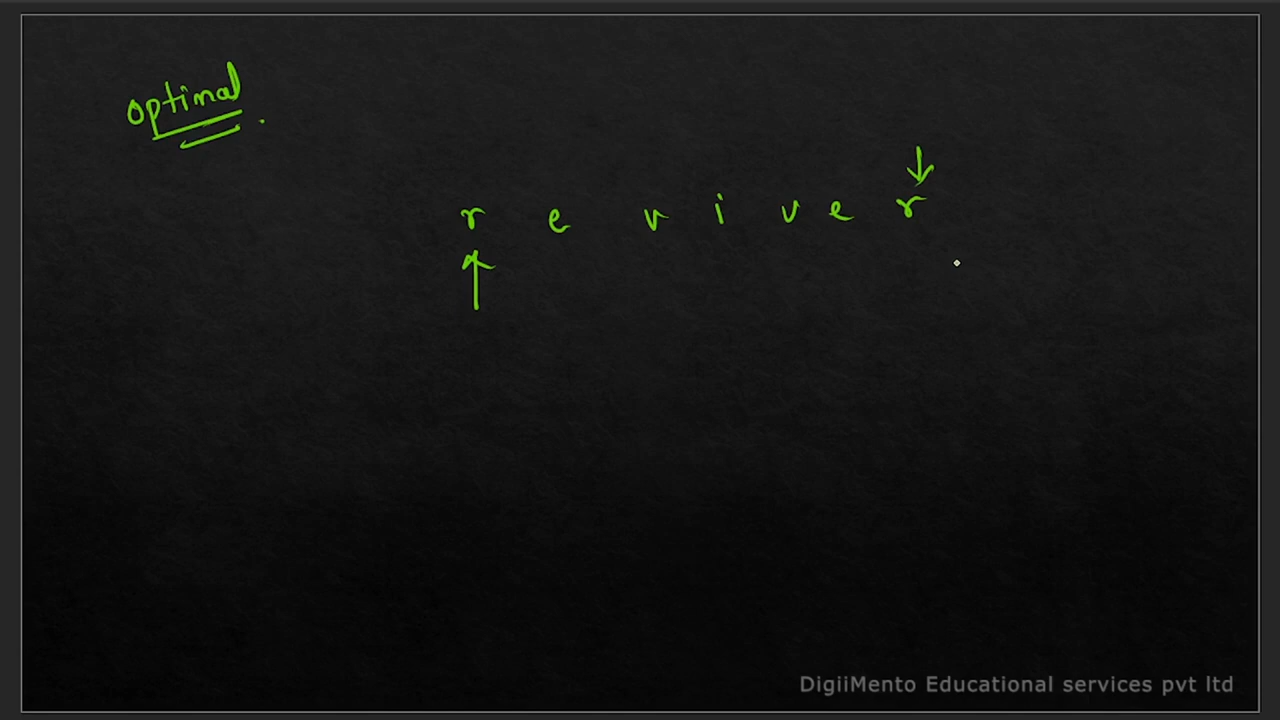 optimal.
r e v i v e r
DigiiMento Educational services pvt ltd